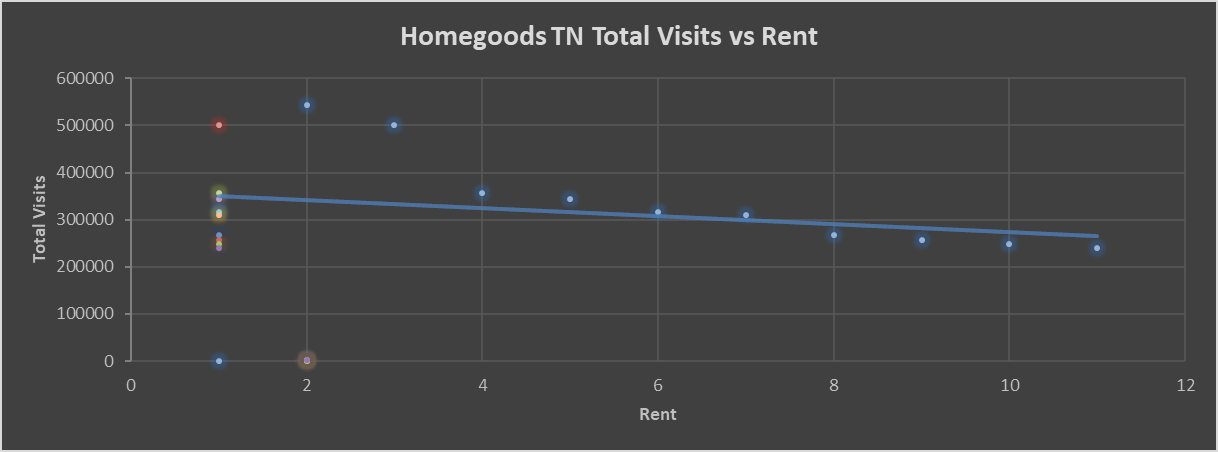 Homegoods TN Total Visits vs Rent
600000
500000
400000
300000
200000
100000
0
Total Visits
0 2 4 6 8 10 12
Rent